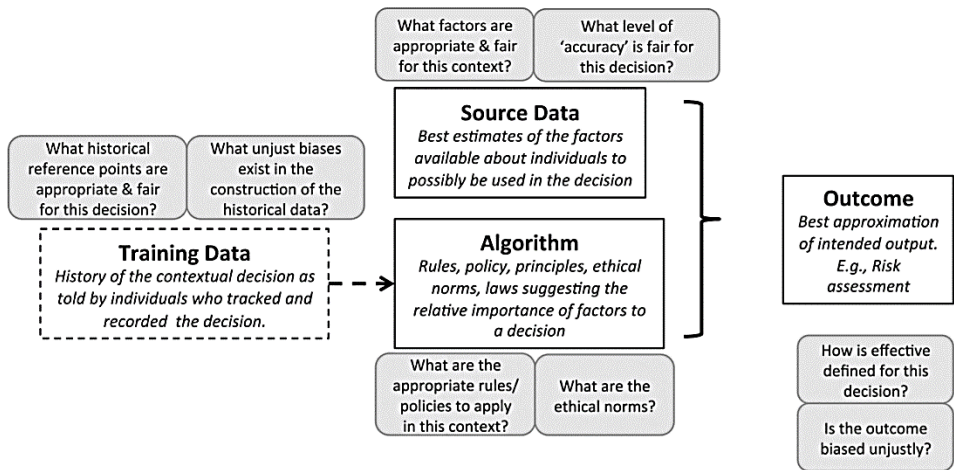 What factors are
appropriate & fair
for this context?
What level of
‘accuracy’ is fair for
this decision?
Source Data
Best estimates of the factors
available about individuals to
possibly be used in the decision
What historical
reference points are
appropriate & fair
for this decision?
What unjust biases
exist in the
construction of the
historical data?
Training Data
History of the contextual decision as
told by individuals who tracked and
recorded the decision.
Algorithm
Rules, policy, principles, ethical
norms, laws suggesting the
relative importance of factors to
a decision
What are the
appropriate rules/
policies to apply
in this context?
What are the
ethical norms?
Outcome
Best approximation
of intended output.
E.g., Risk
assessment
How is effective
defined for this
decision?
Is the outcome
biased unjustly?